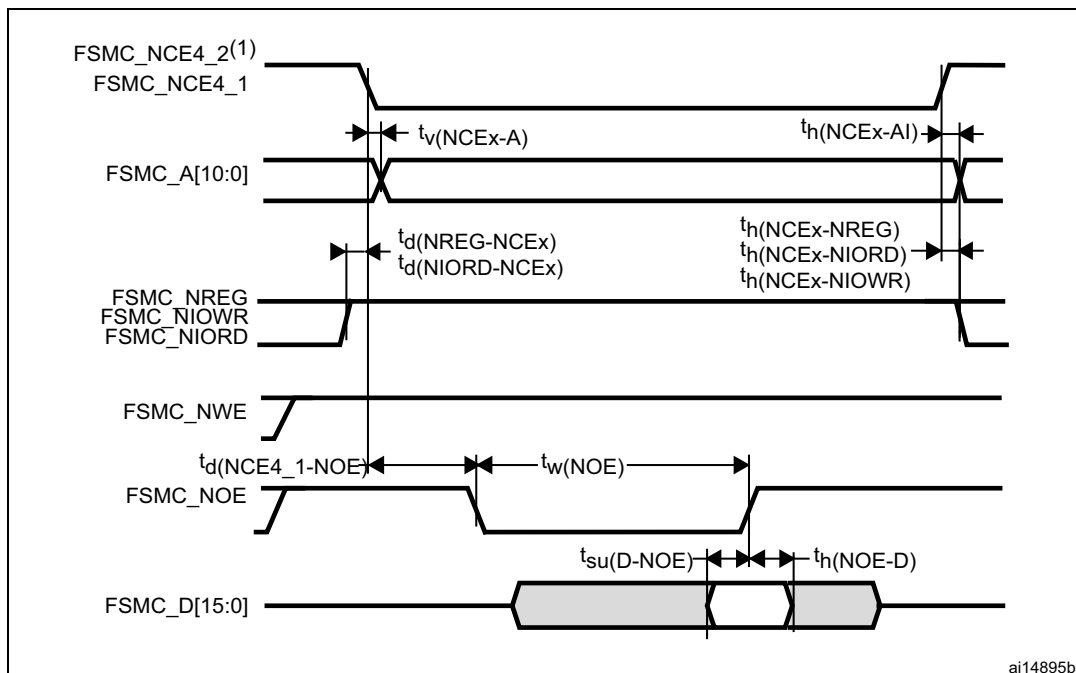 FSMC_NCE4_2(1)
FSMC_NCE4_1
tv(NCEx-A)
th(NCEx-AI)
FSMC_A[10:0]
td(NREG-NCEx)
td(NIORD-NCEx)
th(NCEx-NREG)
th(NCEx-NIORD)
th(NCEx-NIOWR)
FSMC_NREG
FSMC_NIOWR
FSMC_NIORD
FSMC_NWE
td(NCE4_1-NOE)
tw(NOE)
FSMC_NOE
tsu(D-NOE)
th(NOE-D)
FSMC_D[15:0]
ai14895b